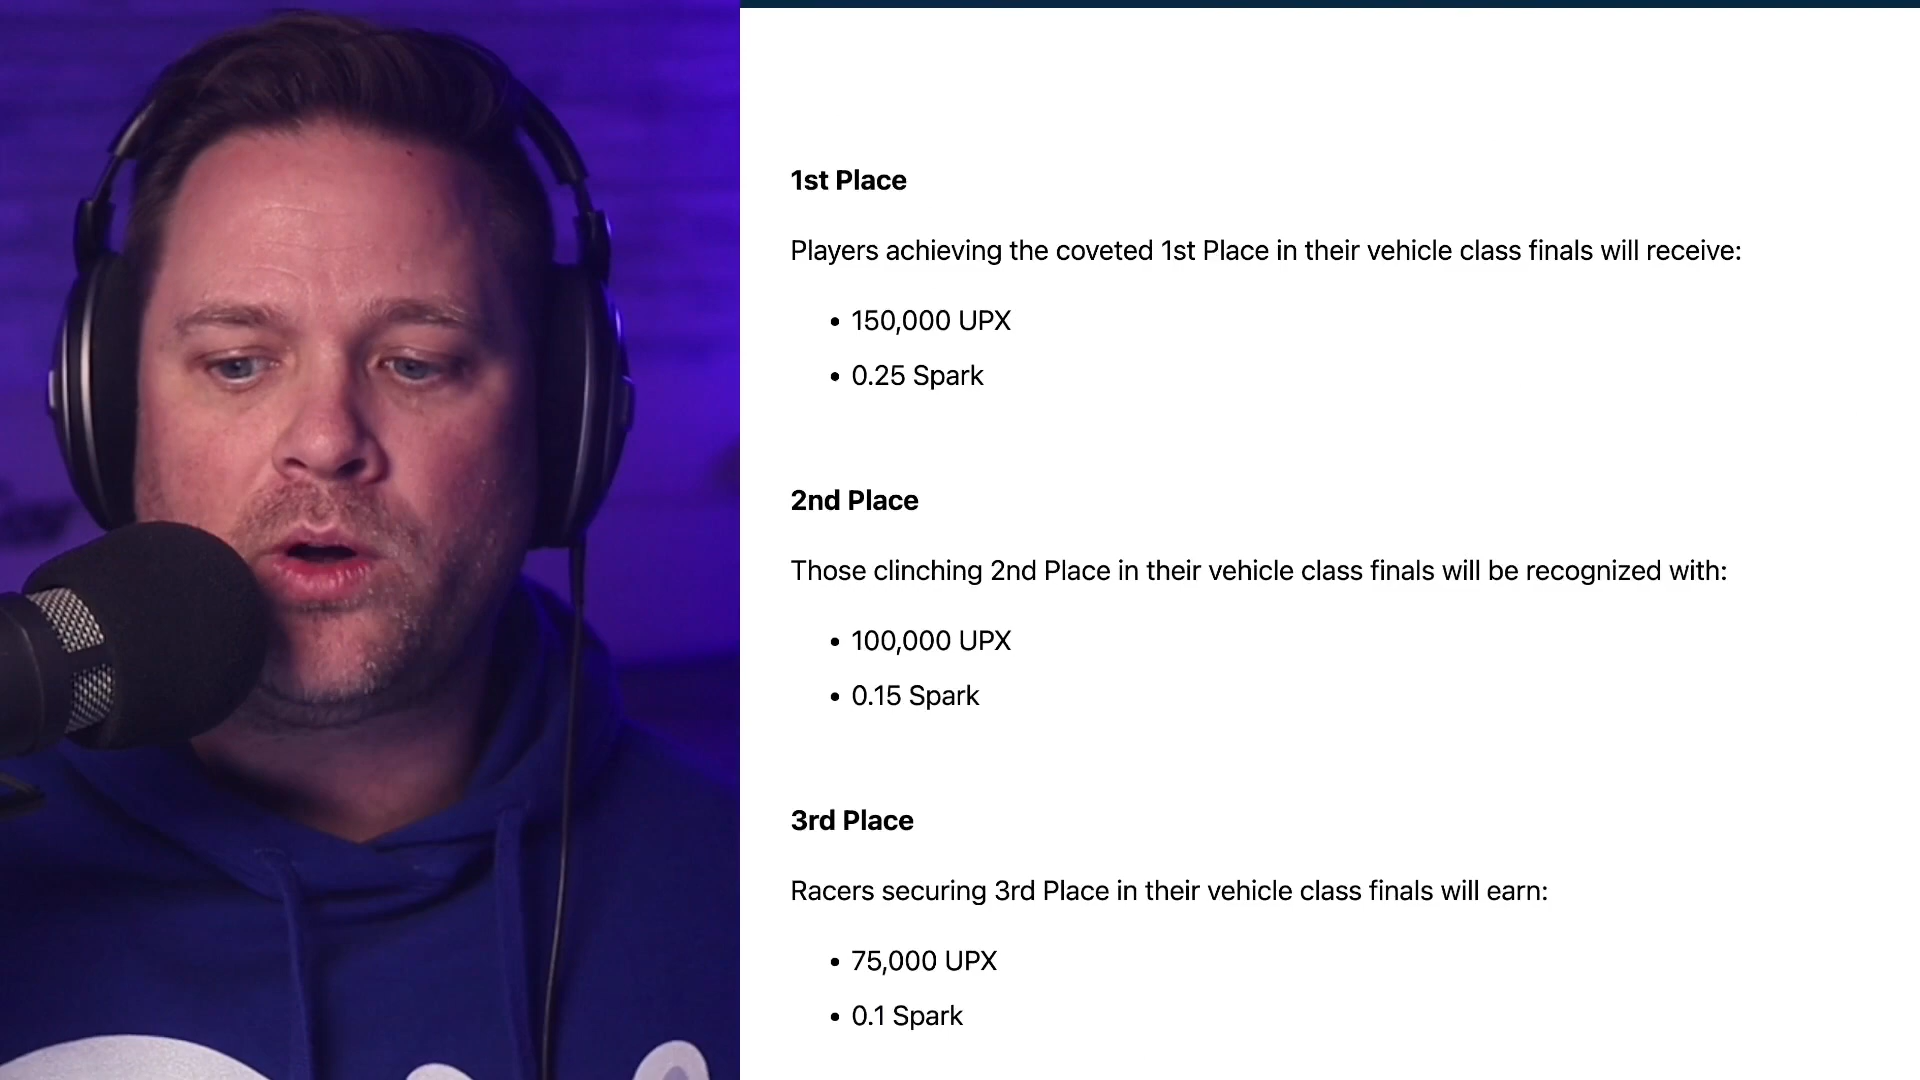 1st Place
Players achieving the coveted 1st Place in their vehicle class finals will receive:
• 150,000 UPX
• 0.25 Spark
2nd Place
Those clinching 2nd Place in their vehicle class finals will be recognized with:
• 100,000 UPX
• 0.15 Spark
3rd Place
Racers securing 3rd Place in their vehicle class finals will earn:
• 75,000 UPX
• 0.1 Spark